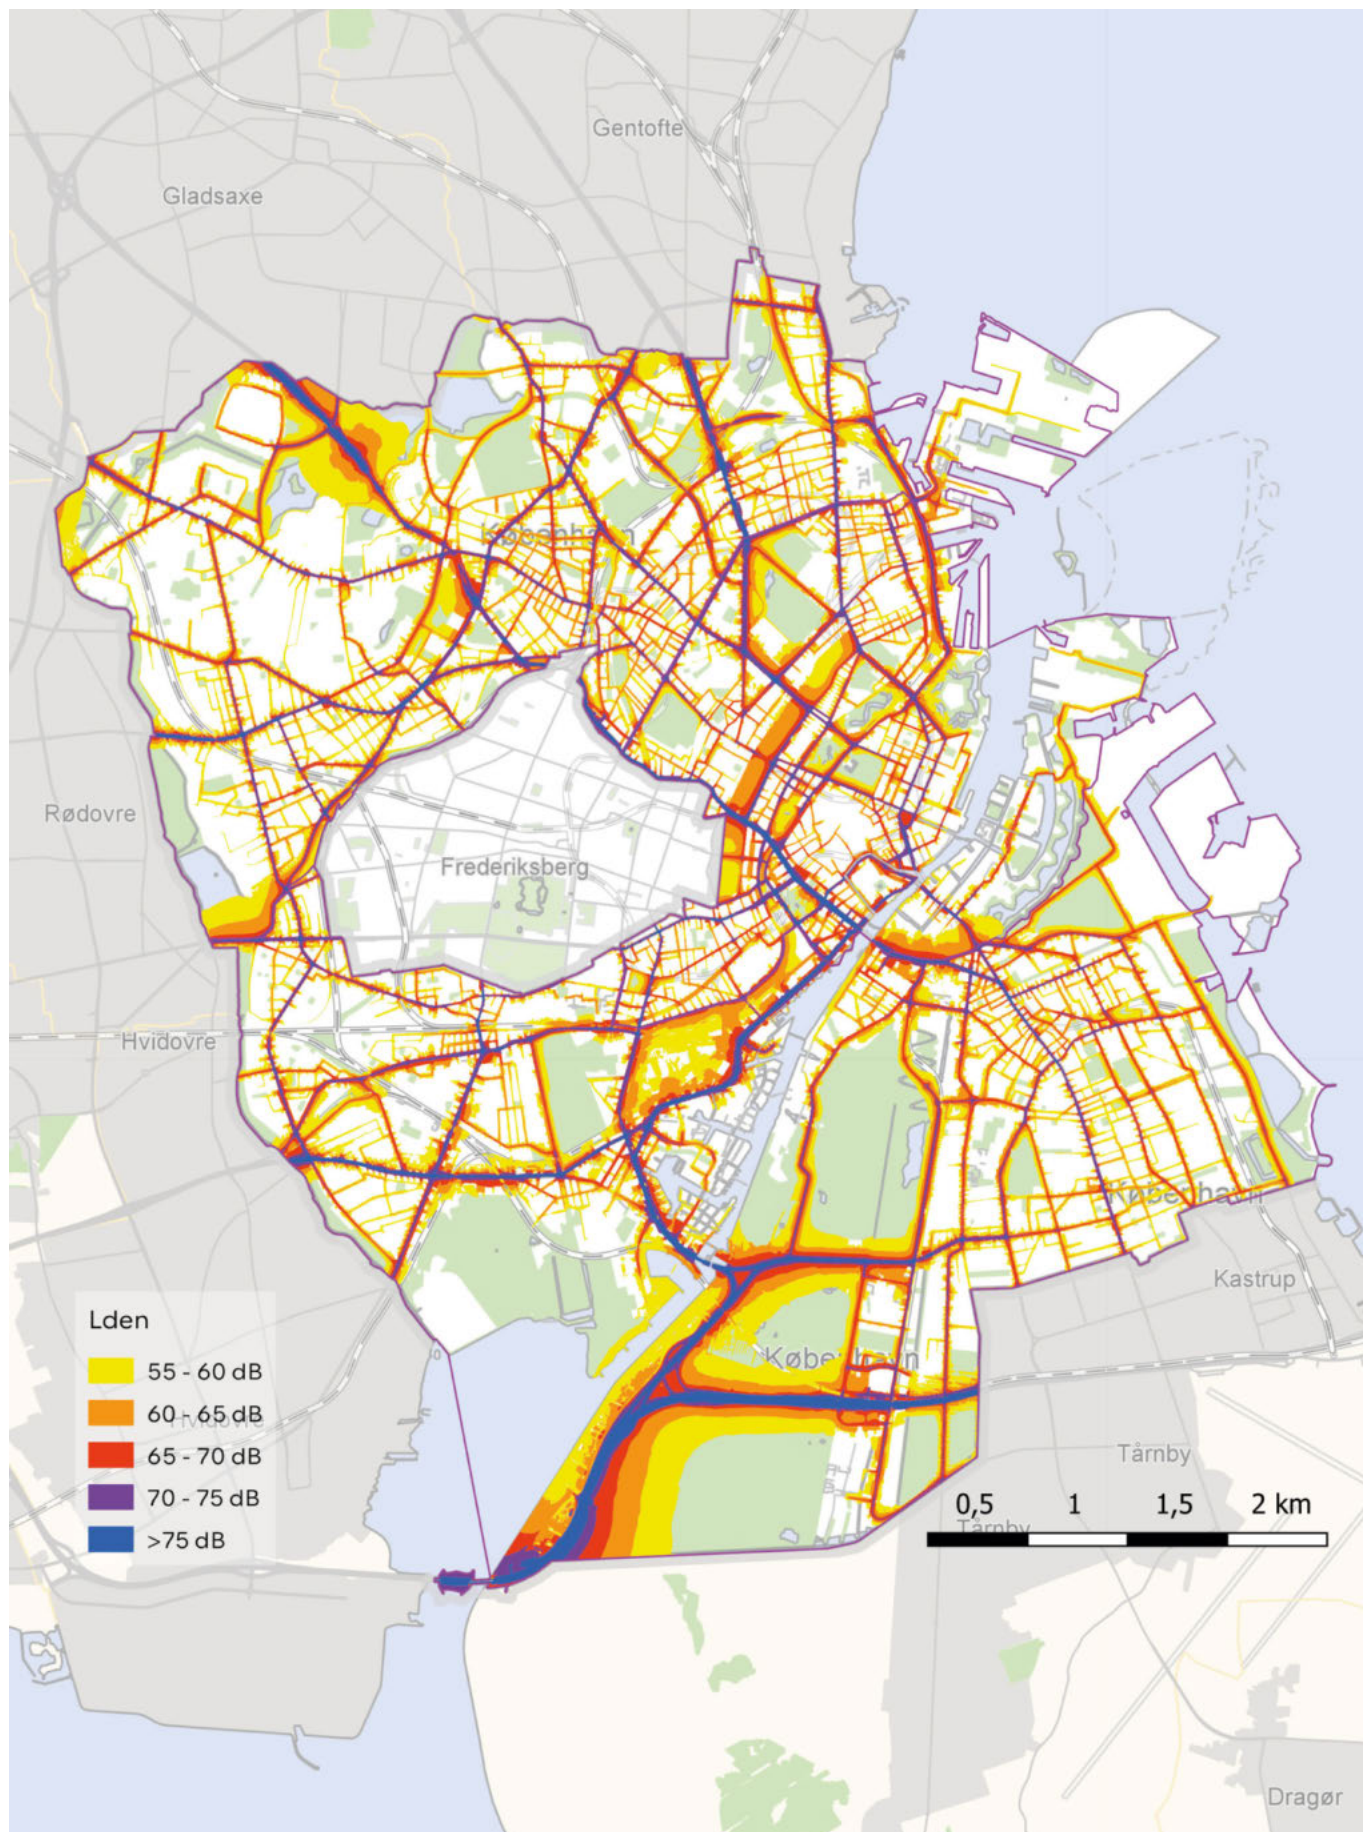 Gentofte
Gladsaxe
København
Rødovre
Frederiksberg
Hvidovre
København
Kastrup
København
Lden
55 - 60 dB
60 - 65 dB
Hvidovre
65 - 70 dB
70 - 75 dB
>75 dB
Tårnby
0,5 1 1,5 2 km
Tårnby
Dragør